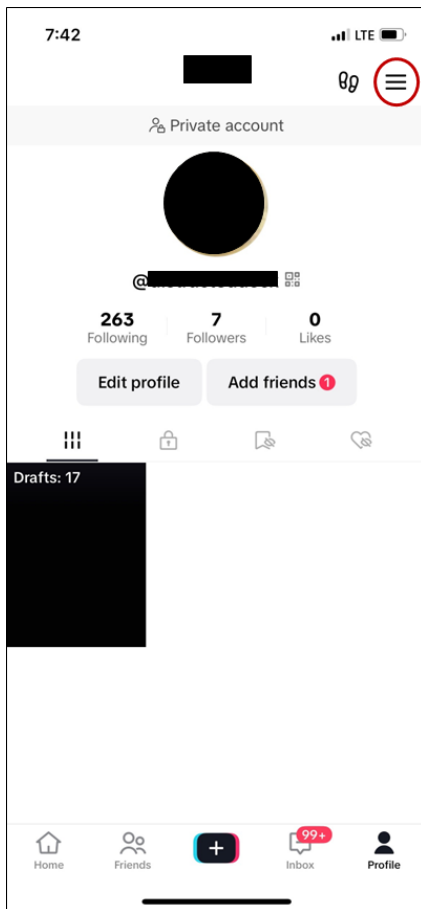 7:42
LTE
Private account
@
263 7 0
Following Followers Likes
Edit profile Add friends 1
Drafts: 17
99+
Home Friends Inbox Profile